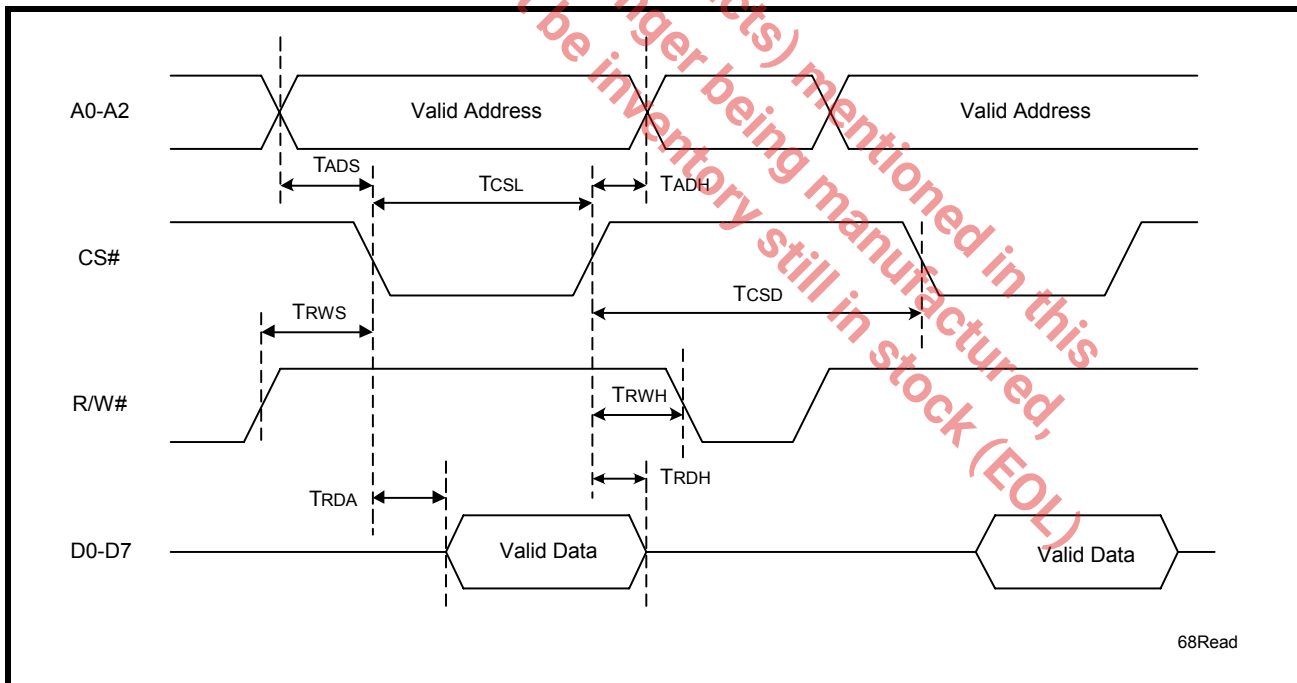 A0-A2
Valid Address
Valid Address
TADS
TCSL
TADH
CS#
TCSD
TRWS
R/W#
TRWH
TRDA
TRDH
D0-D7
Valid Data
Valid Data
68Read
mentioned in this
being manufactured,
be inventory still in stock (EOL)